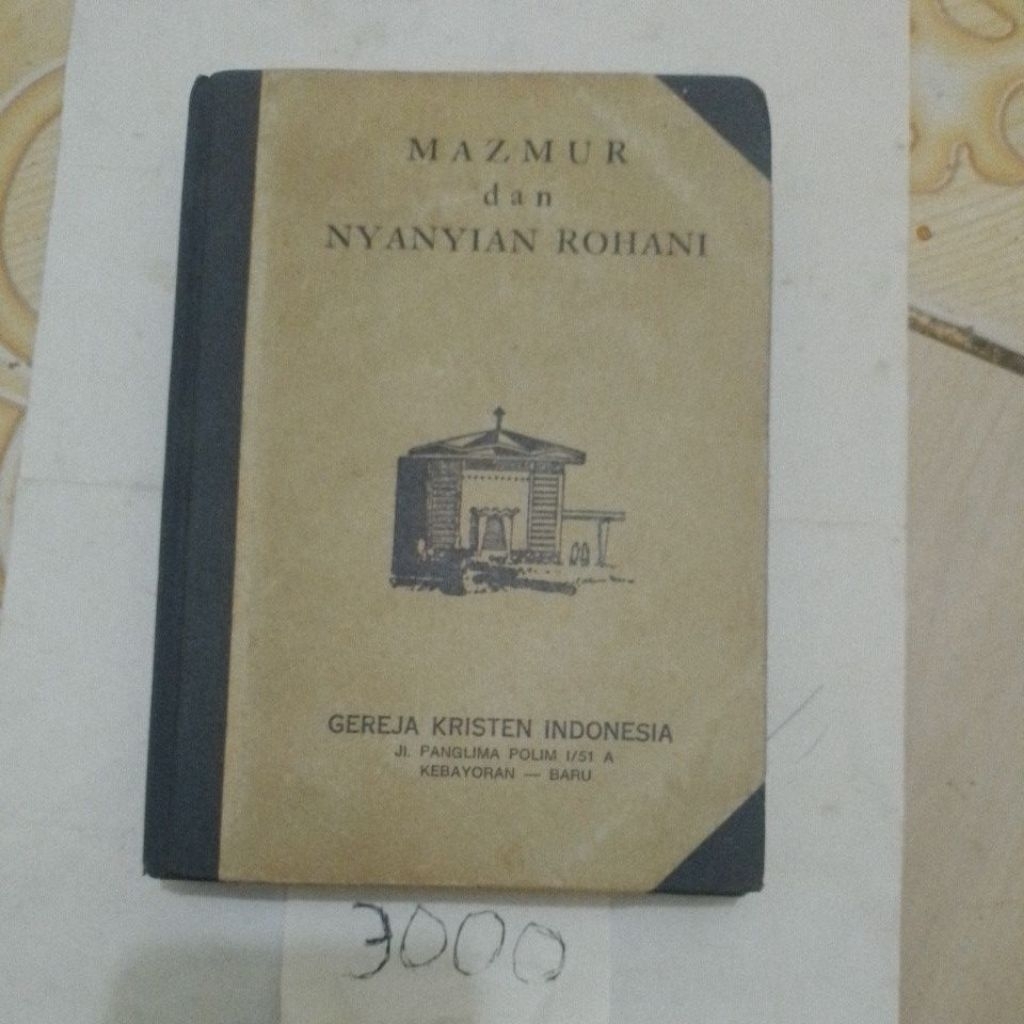 MAZMUR
dan
NYANYIAN ROHANI
GEREJA KRISTEN INDONESIA
Jl. PANGLIMA POLIM I/51 A
KEBAYORAN — BARU
3000